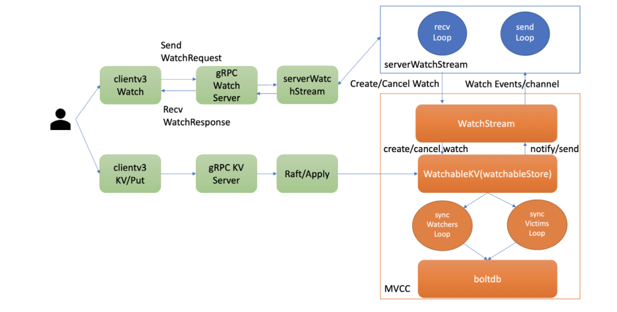 Send
WatchRequest
clientv3
Watch
gRPC
Watch
Server
serverWatc
hStream
Recv
WatchResponse
recv
Loop
send
Loop
serverWatchStream
Create/Cancel Watch
Watch Events/channel
WatchStream
create/cancel,watch
notify/send
clientv3
KV/Put
gRPC KV
Server
Raft/Apply
WatchableKV(watchableStore)
sync
Watchers
Loop
sync
Victims
Loop
boltdb
MVCC